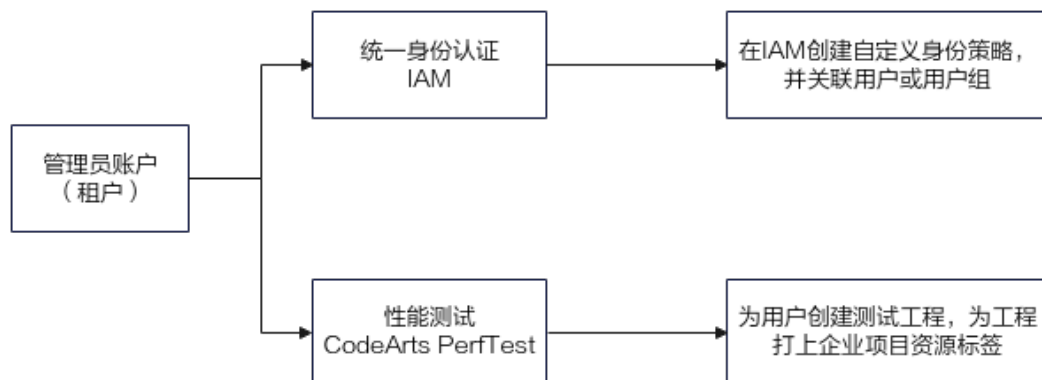 统一身份认证
IAM
在IAM创建自定义身份策略，
并关联用户或用户组
管理员账户
（租户）
性能测试
CodeArts PerfTest
为用户创建测试工程，为工程
打上企业项目资源标签